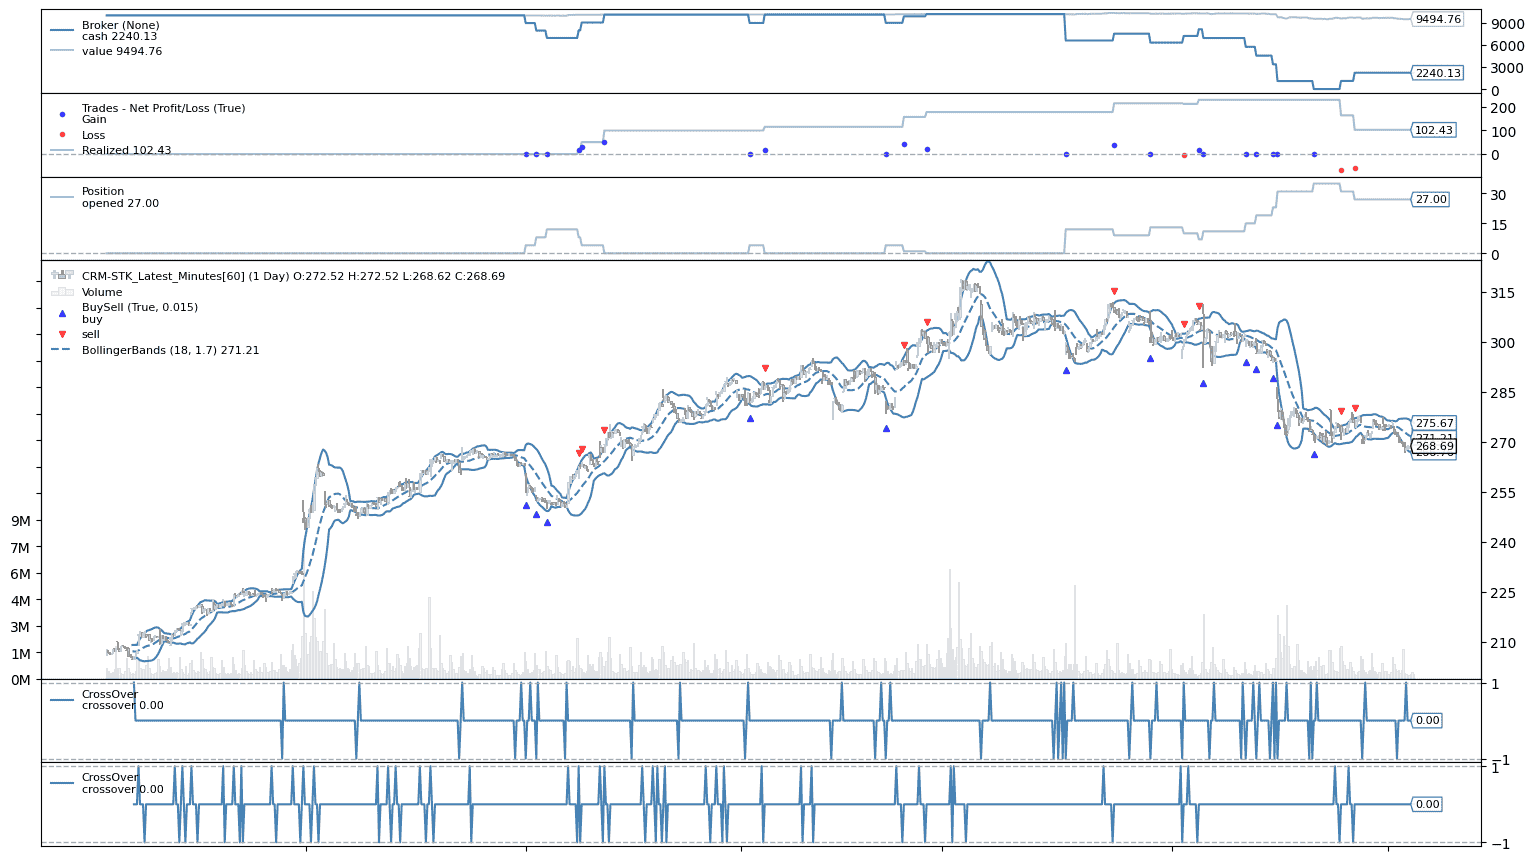 Broker (None)
cash 2240.13
value 9494.76
9494.76
2240.13
9000
6000
3000
0
Trades - Net Profit/Loss (True)
Gain
Loss
Realized 102.43
102.43
200
100
0
Position
opened 27.00
27.00
30
15
0
CRM-STK_Latest_Minutes[60] (1 Day) O:272.52 H:272.52 L:268.62 C:268.69
Volume
BuySell (True, 0.015)
buy
sell
BollingerBands (18, 1.7) 271.21
315
300
285
275.67
271.21
268.69
270
255
240
225
210
9M
7M
6M
4M
3M
1M
0M
CrossOver
crossover 0.00
0.00
1
−1
CrossOver
crossover 0.00
0.00
1
−1